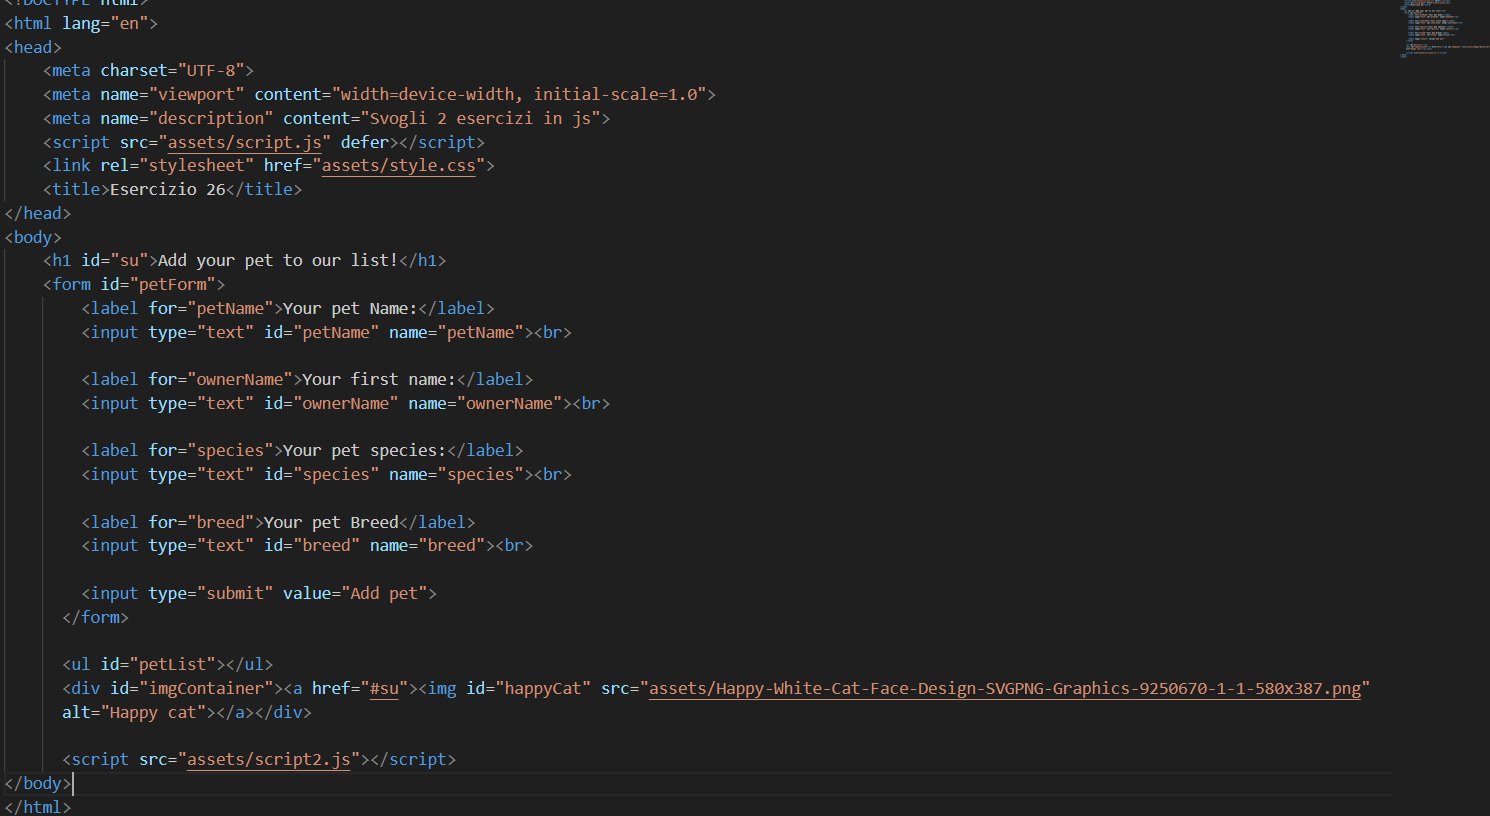 <!DOCTYPE html>
<html lang="en">
<head>
    <meta charset="UTF-8">
    <meta name="viewport" content="width=device-width, initial-scale=1.0">
    <meta name="description" content="Svogli 2 esercizi in js">
    <script src="assets/script.js" defer></script>
    <link rel="stylesheet" href="assets/style.css">
    <title>Esercizio 26</title>
</head>
<body>
    <h1 id="su">Add your pet to our list!</h1>
    <form id="petForm">
        <label for="petName">Your pet Name:</label>
        <input type="text" id="petName" name="petName"><br>

        <label for="ownerName">Your first name:</label>
        <input type="text" id="ownerName" name="ownerName"><br>

        <label for="species">Your pet species:</label>
        <input type="text" id="species" name="species"><br>

        <label for="breed">Your pet Breed</label>
        <input type="text" id="breed" name="breed"><br>

        <input type="submit" value="Add pet">
      </form>

      <ul id="petList"></ul>
      <div id="imgContainer"><a href="#su"><img id="happyCat" src="assets/Happy-White-Cat-Face-Design-SVGPNG-Graphics-9250670-1-1-580x387.png"
      alt="Happy cat"></a></div>

      <script src="assets/script2.js"></script>
</body>
</html>